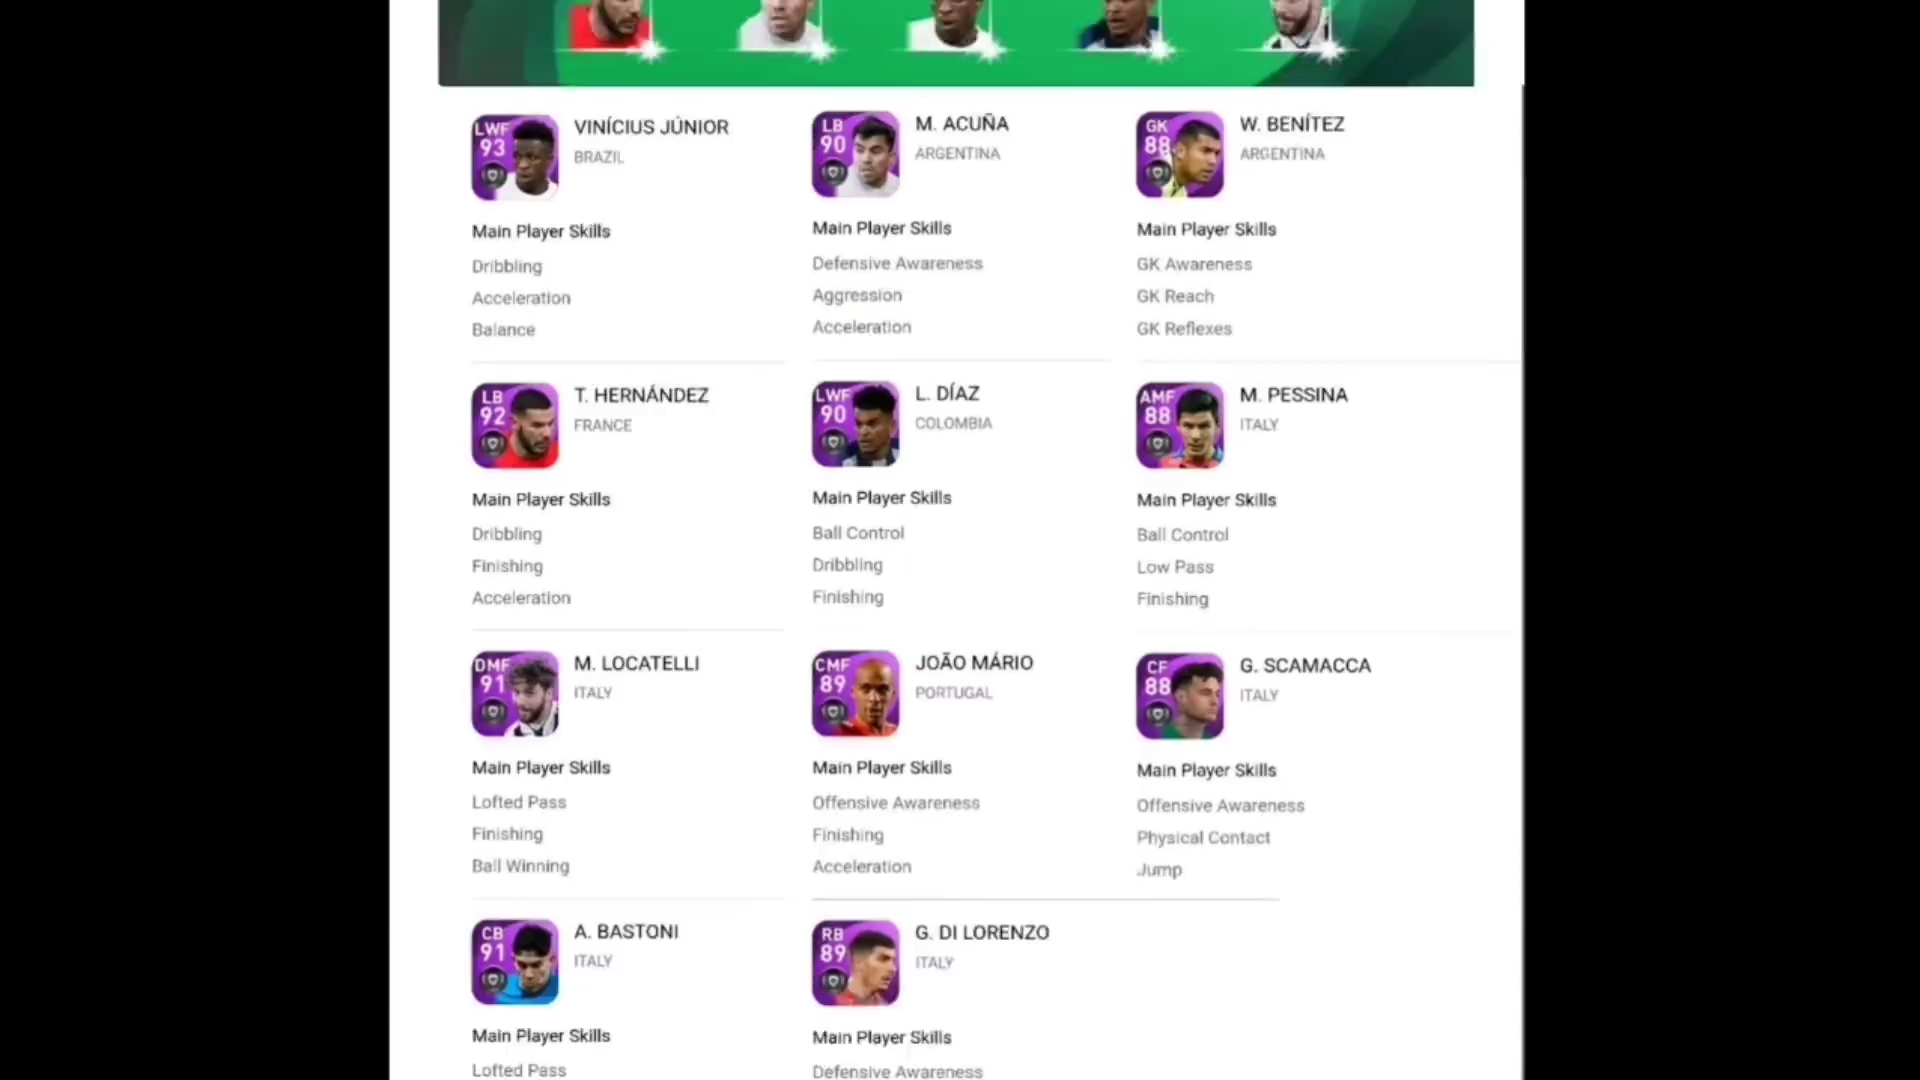 LWF
93
VINÍCIUS JÚNIOR
BRAZIL
Main Player Skills
Dribbling
Acceleration
Balance
LB
90
M. ACUÑA
ARGENTINA
Main Player Skills
Defensive Awareness
Aggression
Acceleration
GK
88
W. BENÍTEZ
ARGENTINA
Main Player Skills
GK Awareness
GK Reach
GK Reflexes
LB
92
T. HERNÁNDEZ
FRANCE
Main Player Skills
Dribbling
Finishing
Acceleration
LWF
90
L. DÍAZ
COLOMBIA
Main Player Skills
Ball Control
Dribbling
Finishing
AMF
88
M. PESSINA
ITALY
Main Player Skills
Ball Control
Low Pass
Finishing
DMF
91
M. LOCATELLI
ITALY
Main Player Skills
Lofted Pass
Finishing
Ball Winning
CMF
89
JOÃO MÁRIO
PORTUGAL
Main Player Skills
Offensive Awareness
Finishing
Acceleration
CF
88
G. SCAMACCA
ITALY
Main Player Skills
Offensive Awareness
Physical Contact
Jump
CB
91
A. BASTONI
ITALY
Main Player Skills
Lofted Pass
RB
89
G. DI LORENZO
ITALY
Main Player Skills
Defensive Awareness